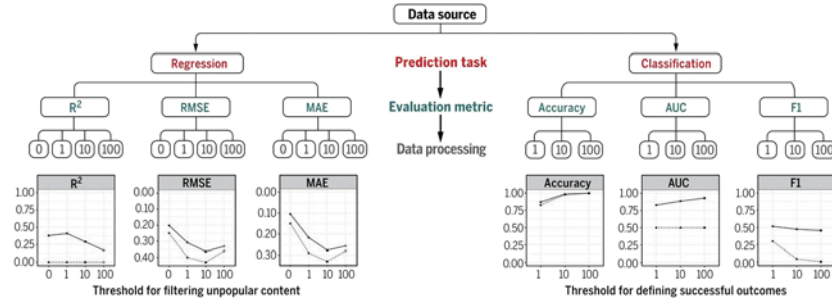 Data source
Regression Prediction task Classification
R² RMSE MAE Evaluation metric Accuracy AUC F1
0 1 10 100 0 1 10 100 0 1 10 100 Data processing 1 10 100 1 10 100 1 10 100
R² RMSE MAE Accuracy AUC F1
1.00 0.00 0.00 1.00 1.00 1.00
0.75 0.10 0.75 0.75 0.75
0.50 0.20 0.10 0.50 0.50 0.50
0.25 0.30 0.20 0.25 0.25 0.25
0.00 0.40 0.30 0.00 0.00 0.00
0 1 10 100 0 1 10 100 0 1 10 100 1 10 100 1 10 100 1 10 100
Threshold for filtering unpopular content Threshold for defining successful outcomes